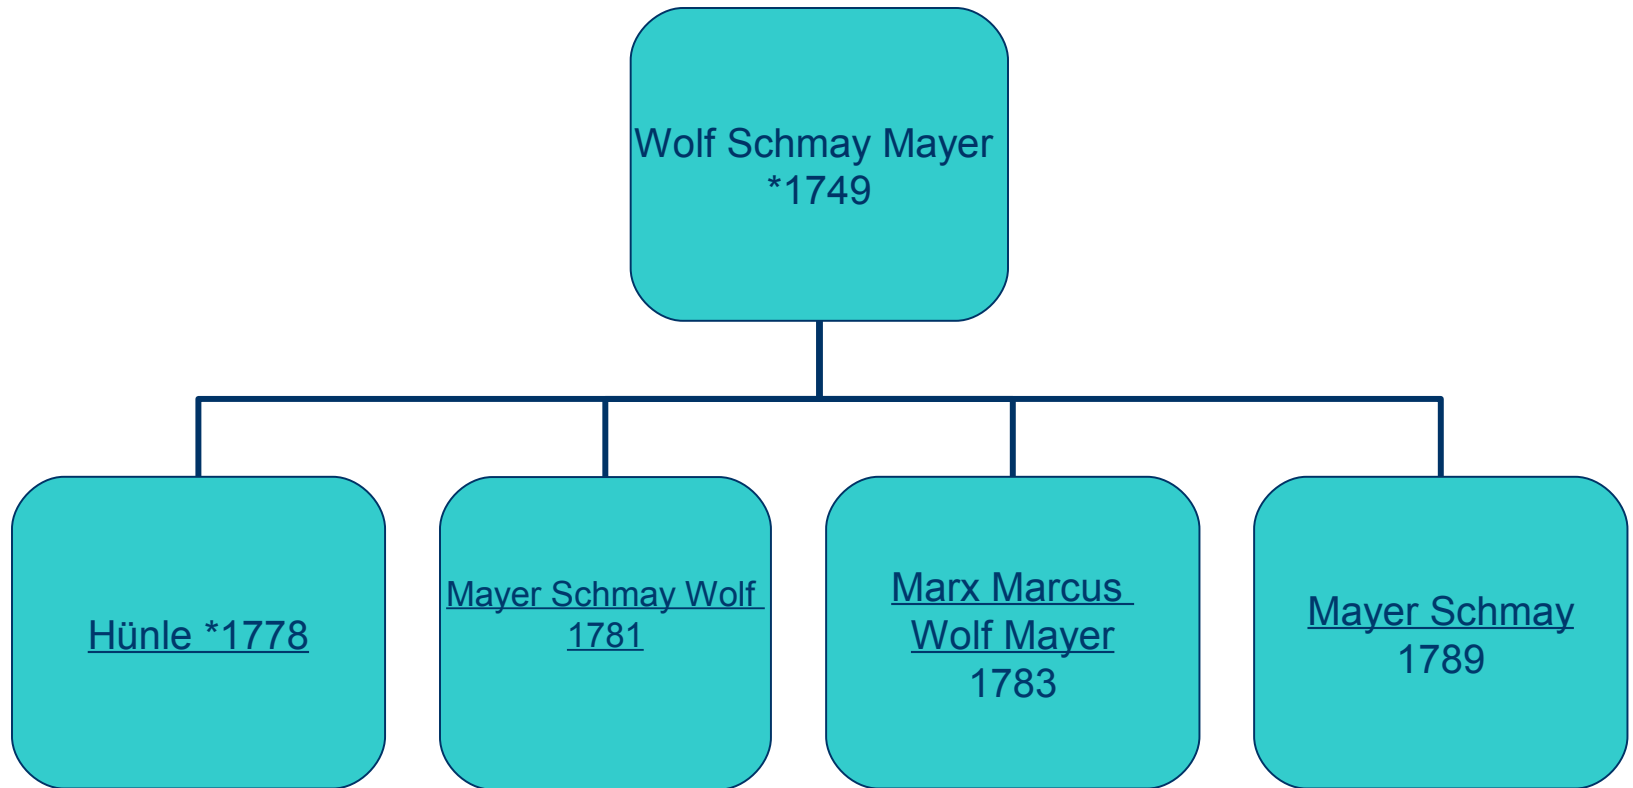 Wolf Schmay Mayer
*1749
Hünle *1778
Mayer Schmay Wolf
1781
Marx Marcus
Wolf Mayer
1783
Mayer Schmay
1789